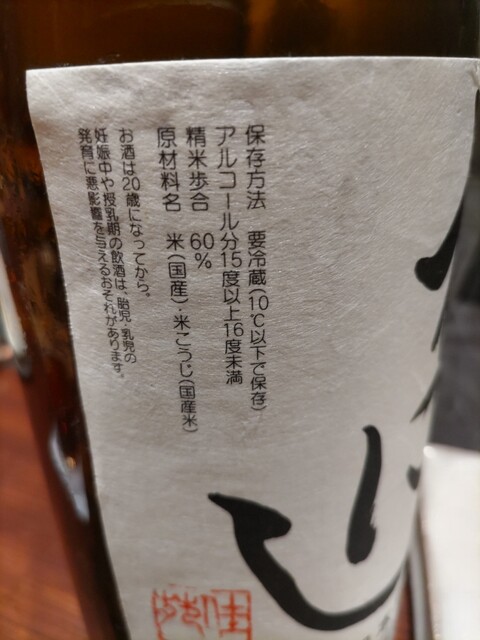 保存方法 要冷蔵(10℃以下で保存)
アルコール分15度以上16度未満
精米歩合 60%
原材料名 米(国産)・米こうじ(国産米)
お酒は20歳になってから。
妊娠中や授乳期の飲酒は、胎児・乳児の
発育に悪影響を与えるおそれがあります。